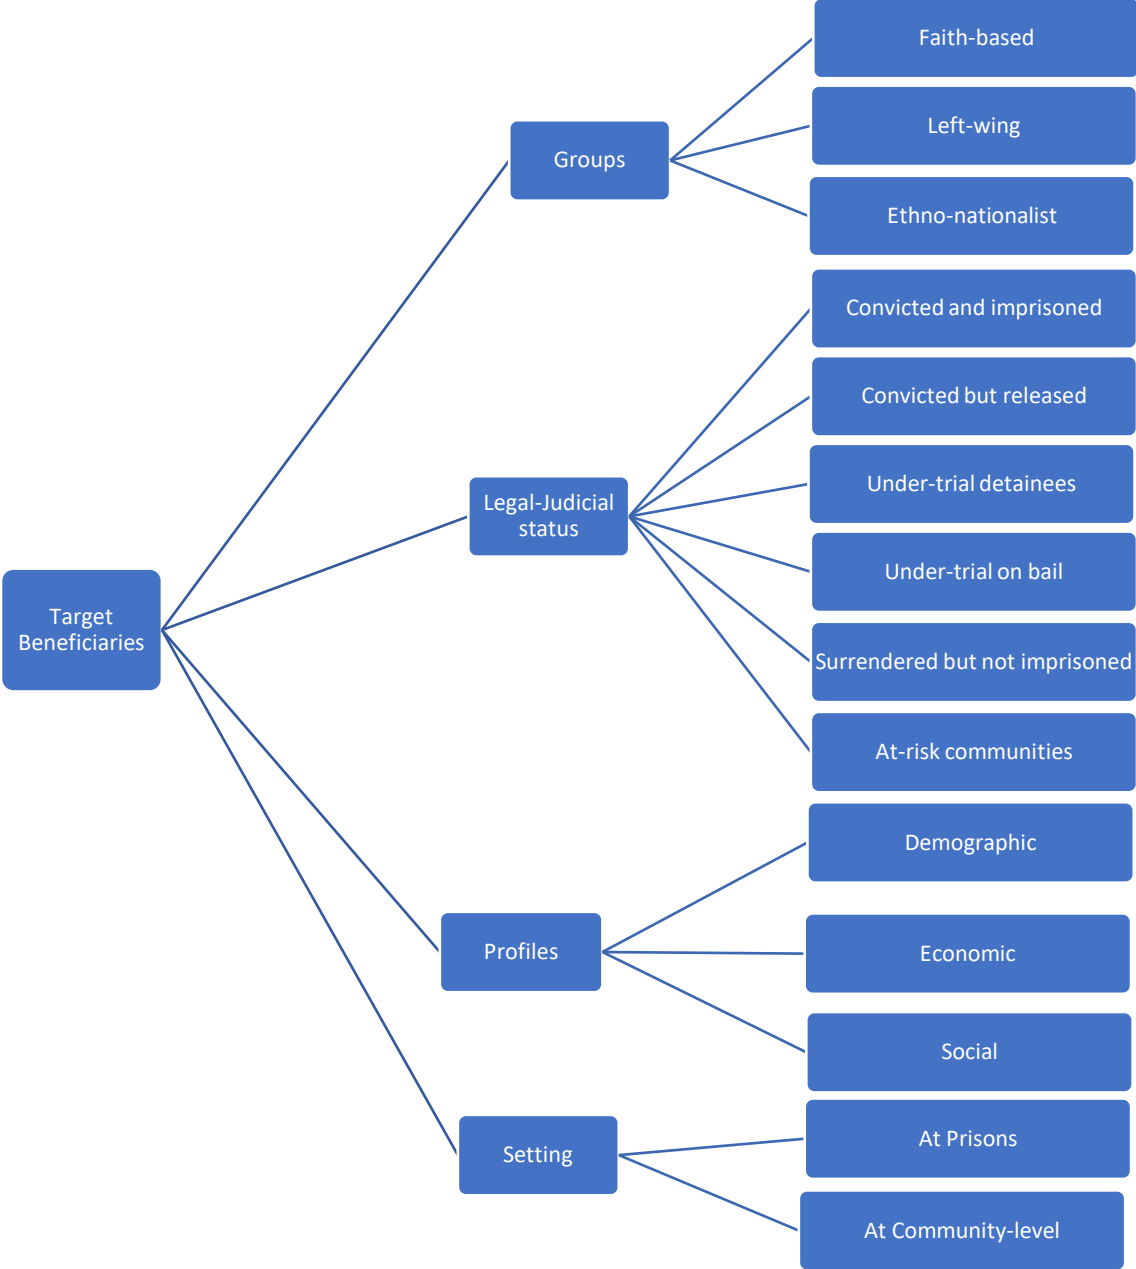 Faith-based
Left-wing
Groups
Ethno-nationalist
Convicted and imprisoned
Convicted but released
Under-trial detainees
Legal-Judicial
status
Under-trial on bail
Target
Beneficiaries
Surrendered but not imprisoned
At-risk communities
Demographic
Profiles
Economic
Social
At Prisons
Setting
At Community-level